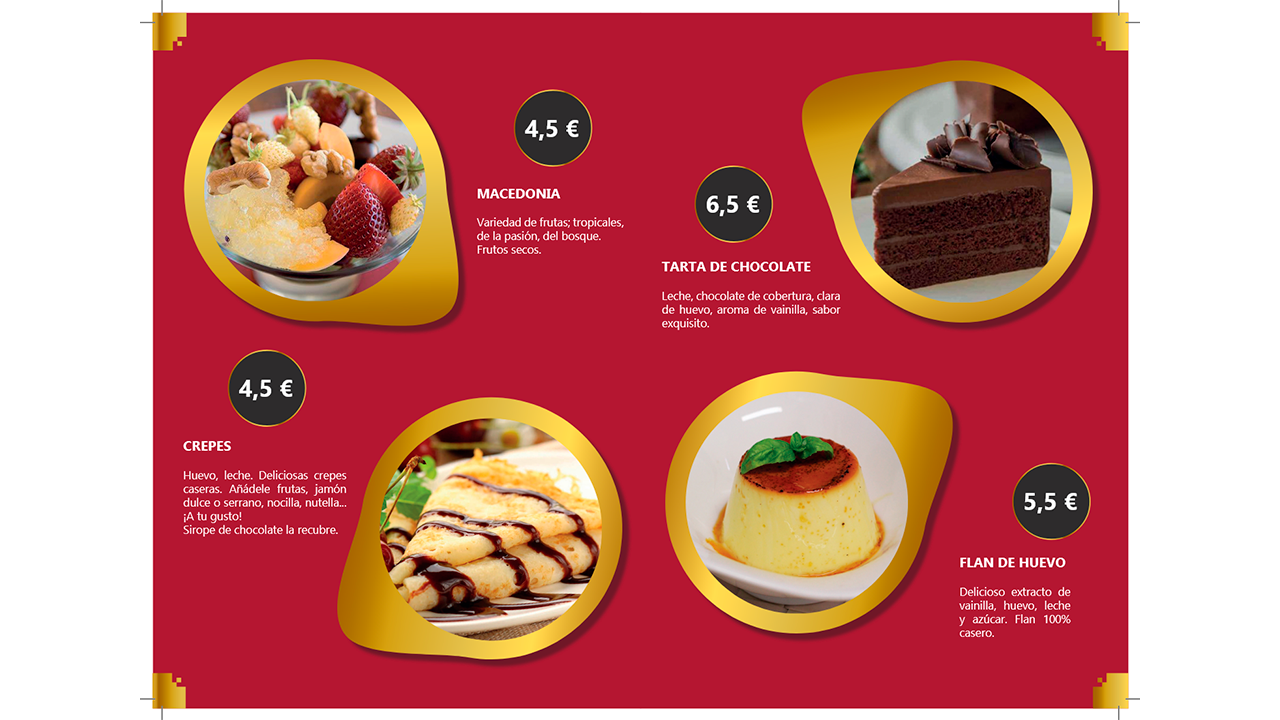 4,5 €
MACEDONIA
Variedad de frutas; tropicales,
de la pasión, del bosque.
Frutos secos.
6,5 €
TARTA DE CHOCOLATE
Leche, chocolate de cobertura, clara
de huevo, aroma de vainilla, sabor
exquisito.
4,5 €
CREPES
Huevo, leche. Deliciosas crepes
caseras. Añádele frutas, jamón
dulce o serrano, nocilla, nutella...
¡A tu gusto!
Sirope de chocolate la recubre.
5,5 €
FLAN DE HUEVO
Delicioso extracto de
vainilla, huevo, leche
y azúcar. Flan 100%
casero.